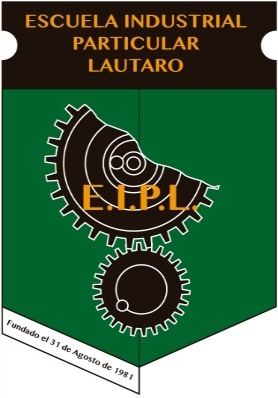 ESCUELA INDUSTRIAL
PARTICULAR
LAUTARO
E.I.P.L.
Fundado el 31 de Agosto de 1981